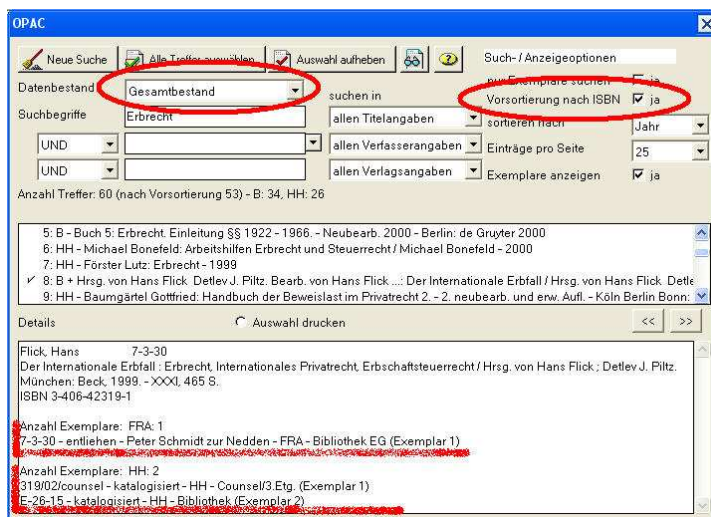 OPAC
Neue Suche Alle Treffer auswählen Auswahl aufheben Such- / Anzeigeoptionen
nur Exemplare suchen ja
Datenbestand Gesamtbestand suchen in Vorsortierung nach ISBN ja
Suchbegriffe Erbrecht allen Titelangaben sortieren nach Jahr
UND allen Verfasserangaben Einträge pro Seite 25
UND allen Verlagsangaben Exemplare anzeigen ja
Anzahl Treffer: 60 (nach Vorsortierung 53) - B: 34, HH: 26
5: B - Buch 5: Erbrecht. Einleitung §§ 1922 - 1966. - Neubearb. 2000 - Berlin: de Gruyter 2000
6: HH - Michael Bonefeld: Arbeitshilfen Erbrecht und Steuerrecht / Michael Bonefeld - 2000
7: HH - Förster Lutz: Erbrecht - 1999
8: B + Hrsg. von Hans Flick Detlev J. Piltz. Bearb. von Hans Flick ...: Der Internationale Erbfall / Hrsg. von Hans Flick Detle
9: HH - Baumgärtel Gottfried: Handbuch der Beweislast im Privatrecht 2. - 2. neubearb. und erw. Aufl. - Köln Berlin Bonn:
Details Auswahl drucken << >>
Flick, Hans 7-3-30
Der Internationale Erbfall : Erbrecht, Internationales Privatrecht, Erbschaftsteuerrecht / Hrsg. von Hans Flick ; Detlev J. Piltz.
München: Beck, 1999. - XXXI, 465 S.
ISBN 3-406-42319-1
Anzahl Exemplare: FRA: 1
7-3-30 - entliehen - Peter Schmidt zur Nedden - FRA - Bibliothek EG (Exemplar 1)
Anzahl Exemplare: HH: 2
319/02/counsel - katalogisiert - HH - Counsel/3.Etg. (Exemplar 1)
E-26-15 - katalogisiert - HH - Bibliothek (Exemplar 2)